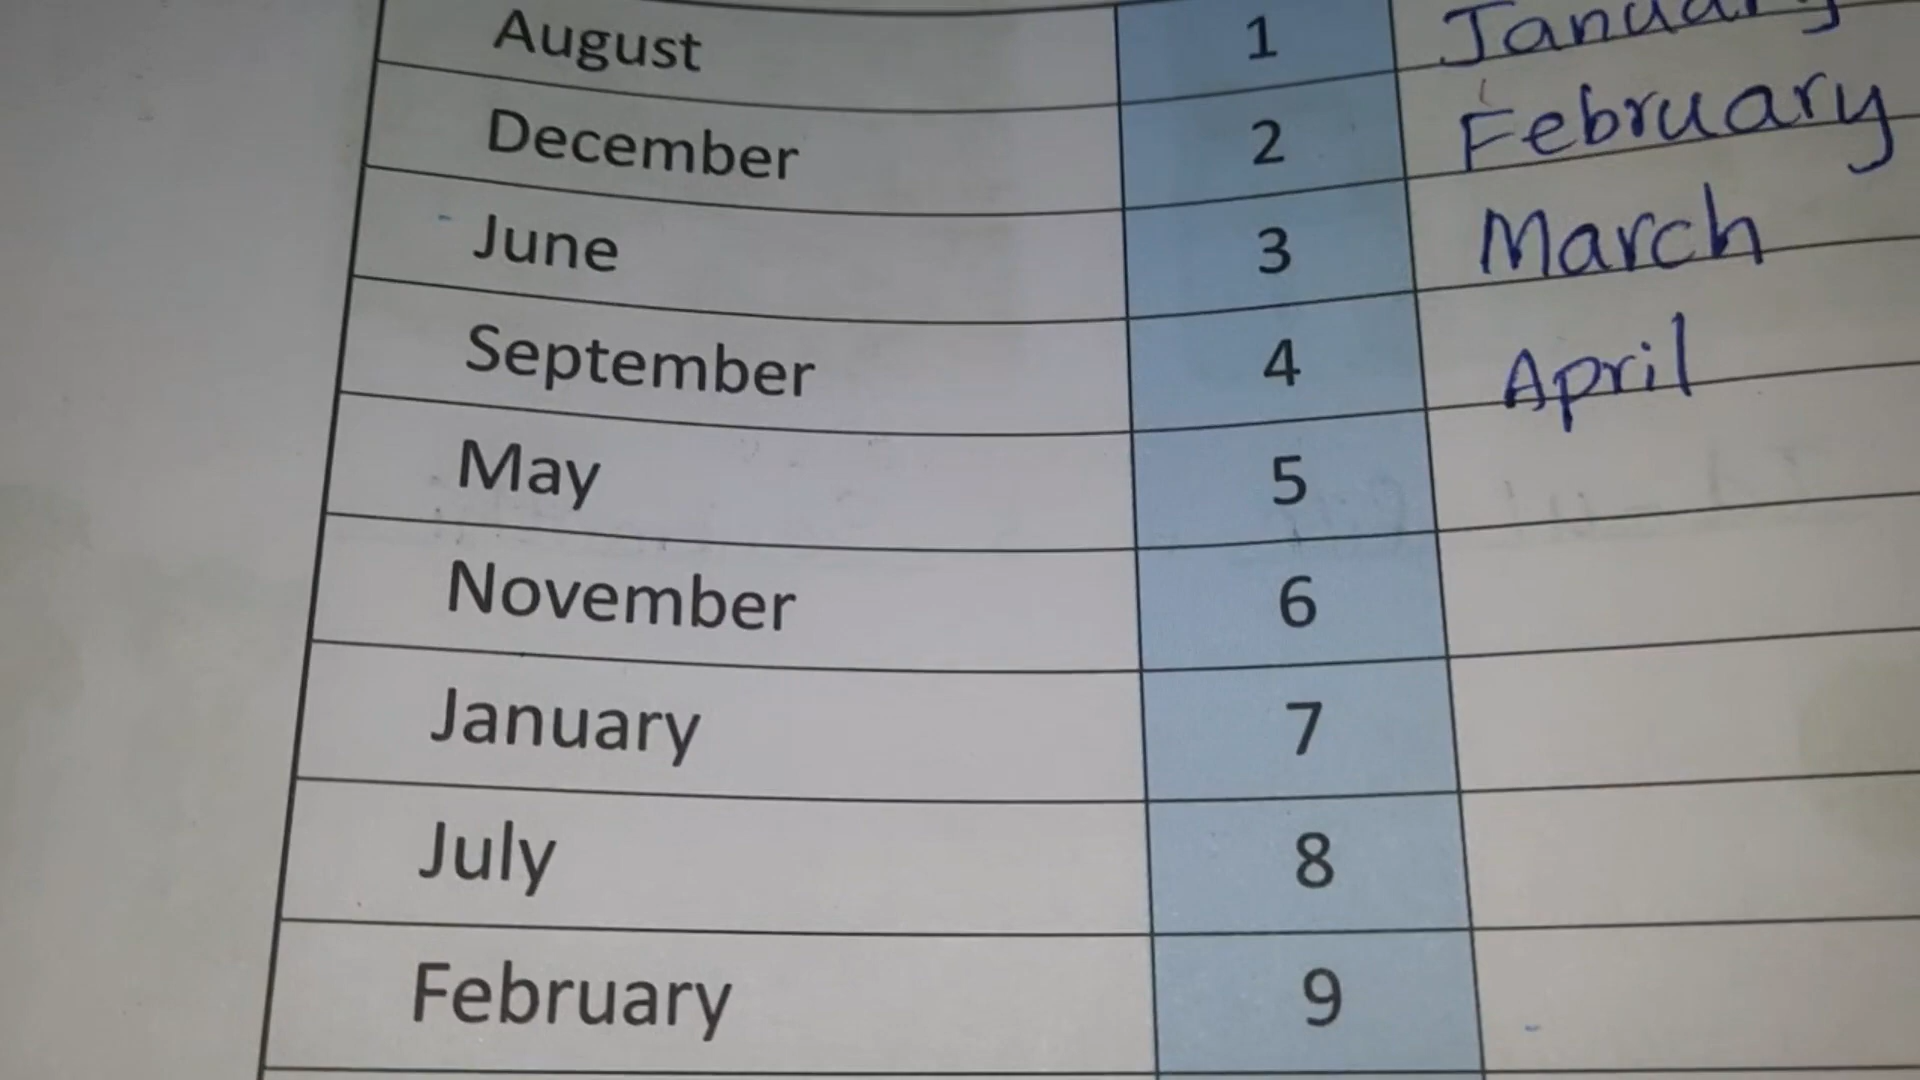 August 1 January
December 2 February
June 3 March
September 4 April
May 5
November 6
January 7
July 8
February 9